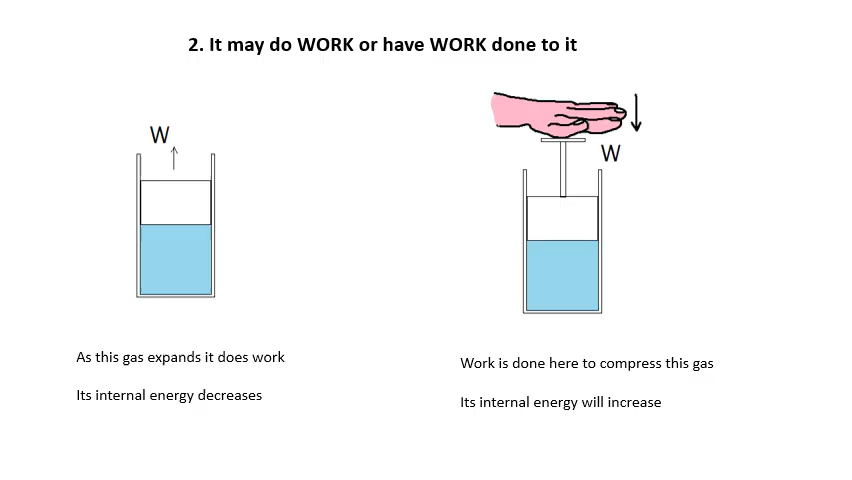 2. It may do WORK or have WORK done to it
W
W
As this gas expands it does work
Its internal energy decreases
Work is done here to compress this gas
Its internal energy will increase